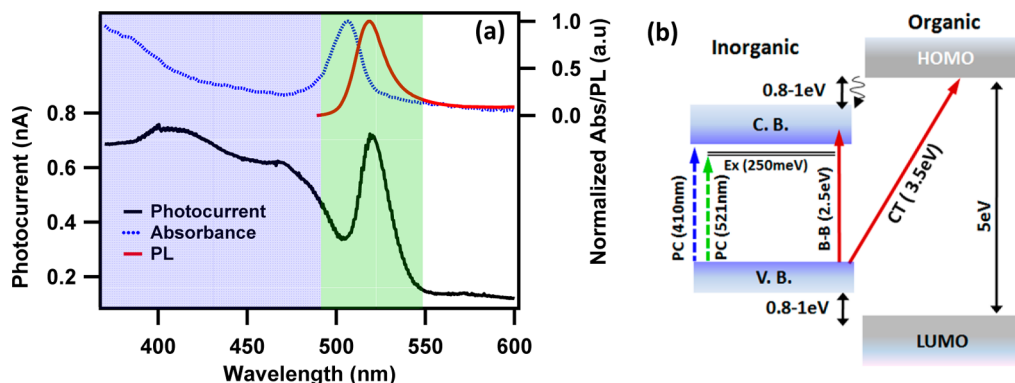 (a)
Photocurrent (nA)
0.8
0.6
0.4
0.2
Photocurrent
Absorbance
PL
400
450
500
550
600
Wavelength (nm)
1.0
0.5
0.0
Normalized Abs/PL (a.u)
(b)
Inorganic
Organic
HOMO
0.8-1eV
C. B.
Ex (250meV)
PC (410nm)
PC (521nm)
B-B (2.5eV)
CT ( 3.5eV)
5eV
V. B.
0.8-1eV
LUMO